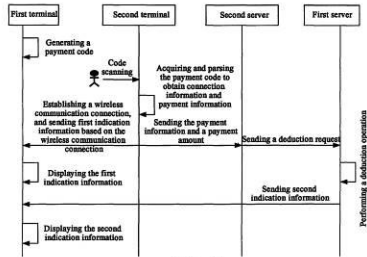 First terminal
Second terminal
Second server
First server
Generating a
payment code
Code
scanning
Acquiring and parsing
the payment code to
obtain connection
information and
payment information
Establishing a wireless
communication connection,
and sending first indication
information based on the
wireless communication
connection
Sending the payment
information and a payment
amount
Sending a deduction request
Performing a deduction operation
Displaying the first
indication information
Sending second
indication information
Displaying the second
indication information